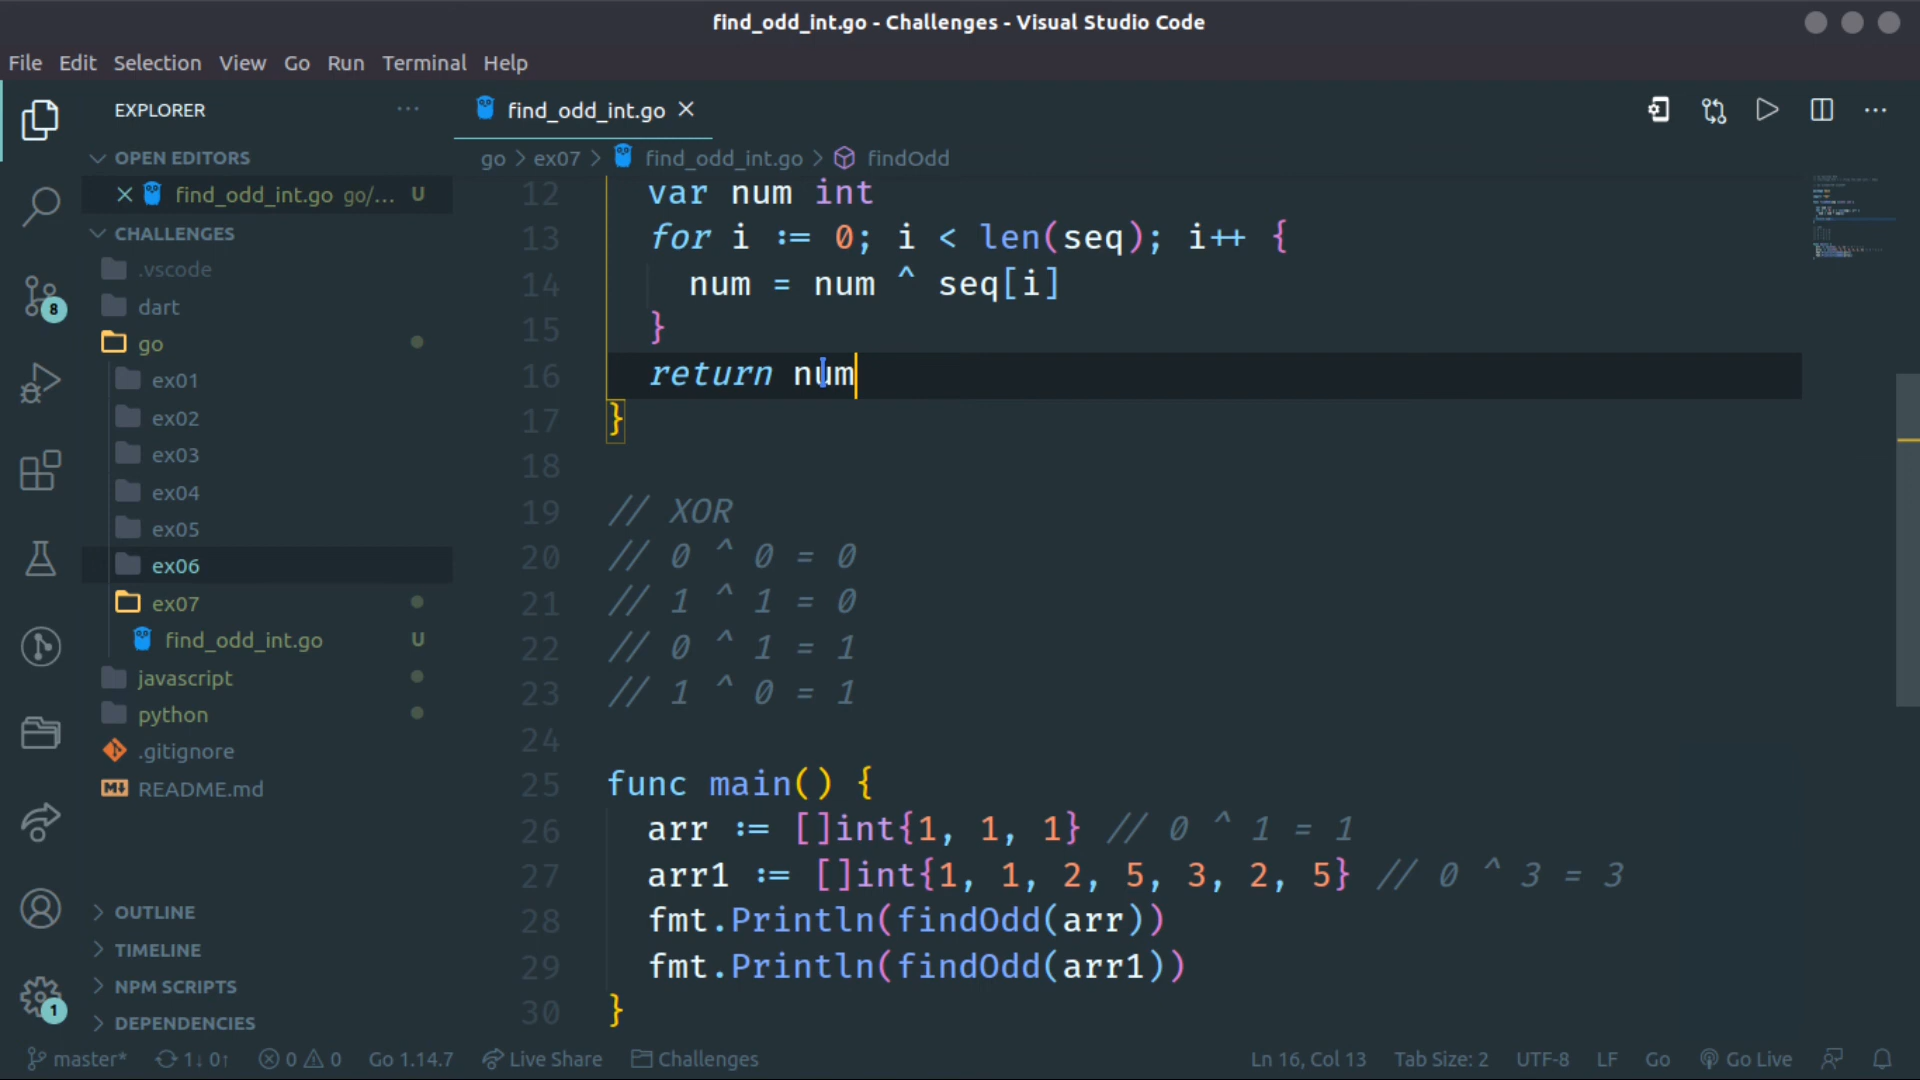 find_odd_int.go - Challenges - Visual Studio Code
File Edit Selection View Go Run Terminal Help
EXPLORER
OPEN EDITORS
find_odd_int.go go/... U
CHALLENGES
.vscode
dart
go
ex01
ex02
ex03
ex04
ex05
ex06
ex07
find_odd_int.go U
javascript
python
.gitignore
README.md
OUTLINE
TIMELINE
NPM SCRIPTS
DEPENDENCIES
8
1
find_odd_int.go
go > ex07 > find_odd_int.go > findOdd
12 var num int
13 for i := 0; i < len(seq); i++ {
14 num = num ^ seq[i]
15 }
16 return num
17 }
18
19 // XOR
20 // 0 ^ 0 = 0
21 // 1 ^ 1 = 0
22 // 0 ^ 1 = 1
23 // 1 ^ 0 = 1
24
25 func main() {
26 arr := []int{1, 1, 1} // 0 ^ 1 = 1
27 arr1 := []int{1, 1, 2, 5, 3, 2, 5} // 0 ^ 3 = 3
28 fmt.Println(findOdd(arr))
29 fmt.Println(findOdd(arr1))
30 }
master* 1↓ 0↑ 0 0 Go 1.14.7 Live Share Challenges Ln 16, Col 13 Tab Size: 2 UTF-8 LF Go Go Live